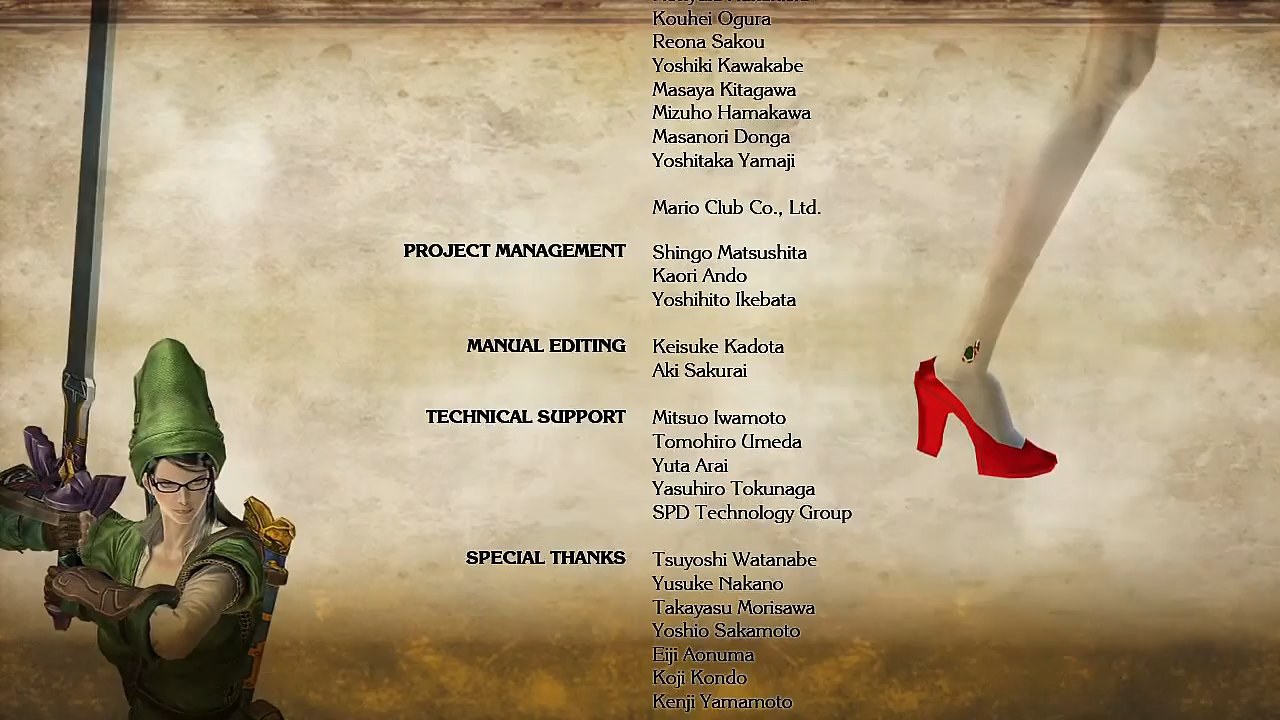 Kouhei Ogura
Reona Sakou
Yoshiki Kawakabe
Masaya Kitagawa
Mizuho Hamakawa
Masanori Donga
Yoshitaka Yamaji
Mario Club Co., Ltd.
PROJECT MANAGEMENT Shingo Matsushita
Kaori Ando
Yoshihito Ikebata
MANUAL EDITING Keisuke Kadota
Aki Sakurai
TECHNICAL SUPPORT Mitsuo Iwamoto
Tomohiro Umeda
Yuta Arai
Yasuhiro Tokunaga
SPD Technology Group
SPECIAL THANKS Tsuyoshi Watanabe
Yusuke Nakano
Takayasu Morisawa
Yoshio Sakamoto
Eiji Aonuma
Koji Kondo
Kenji Yamamoto